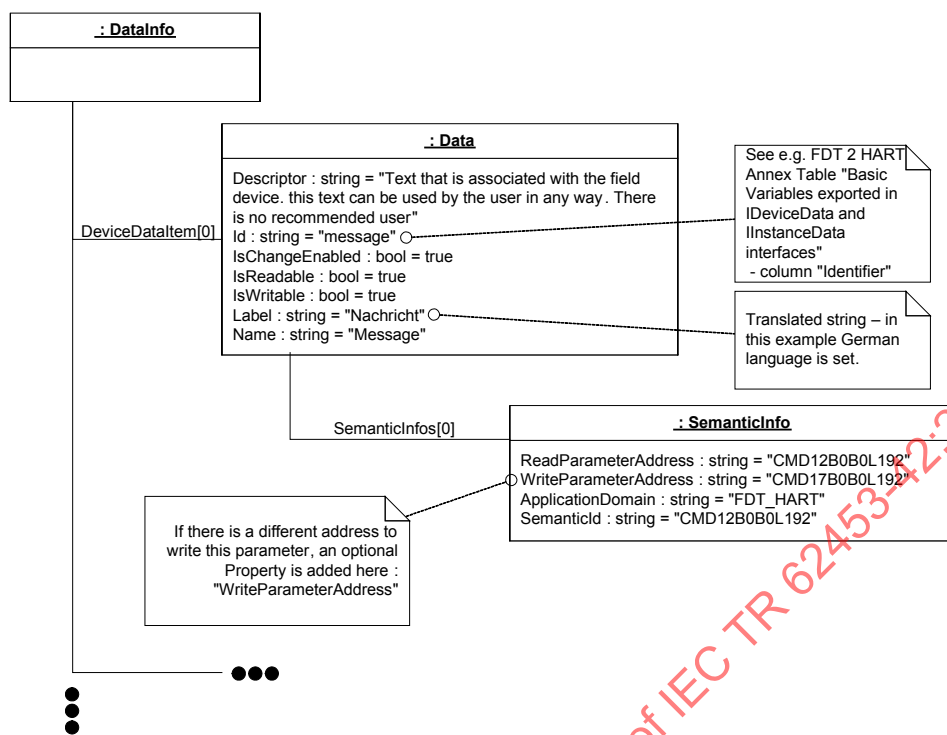 : DataInfo
: Data
Descriptor : string = "Text that is associated with the field
device. this text can be used by the user in any way. There
is no recommended user"
Id : string = "message"
IsChangeEnabled : bool = true
IsReadable : bool = true
IsWritable : bool = true
Label : string = "Nachricht"
Name : string = "Message"
See e.g. FDT 2 HART
Annex Table "Basic
Variables exported in
IDeviceData and
IInstanceData
interfaces"
- column "Identifier"
DeviceDataItem[0]
Translated string – in
this example German
language is set.
SemanticInfos[0]
: SemanticInfo
ReadParameterAddress : string = "CMD12B0B0L192"
WriteParameterAddress : string = "CMD17B0B0L192"
ApplicationDomain : string = "FDT_HART"
SemanticId : string = "CMD12B0B0L192"
If there is a different address to
write this parameter, an optional
Property is added here :
"WriteParameterAddress"
of IEC TR 62453-42:2